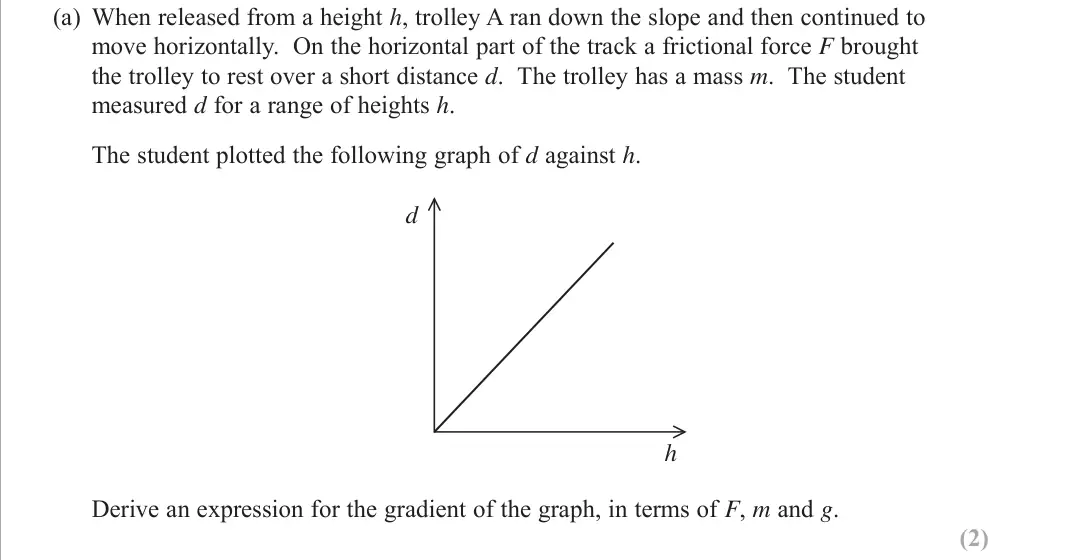 (a) When released from a height h, trolley A ran down the slope and then continued to
move horizontally. On the horizontal part of the track a frictional force F brought
the trolley to rest over a short distance d. The trolley has a mass m. The student
measured d for a range of heights h.
The student plotted the following graph of d against h.
d
h
Derive an expression for the gradient of the graph, in terms of F, m and g.
(2)